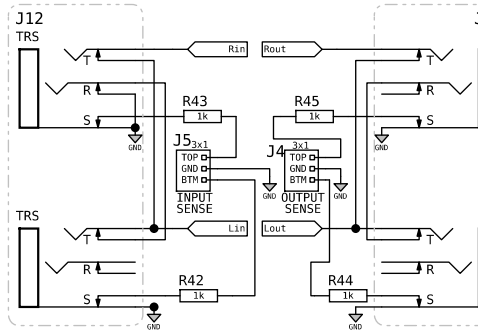 J12
TRS
T
Rin
Rout
T
R
R
S
R43
1k
R45
1k
S
GND
J5
3x1
J4
3x1
GND
TOP
GND
BTM
TOP
GND
BTM
GND
GND
INPUT
SENSE
OUTPUT
SENSE
TRS
T
Lin
Lout
T
R
R
S
R42
1k
R44
1k
S
GND
GND